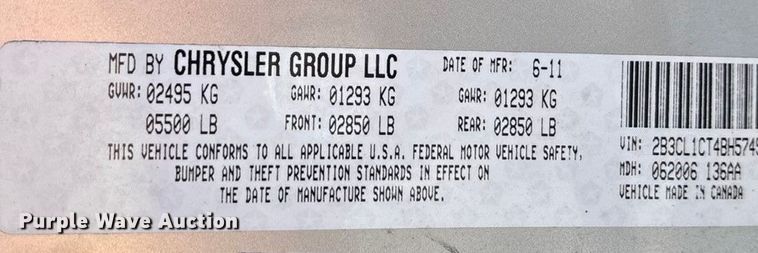 MFD BY CHRYSLER GROUP LLC DATE OF MFR: 6-11
GVWR: 02495 KG GAWR: 01293 KG GAWR: 01293 KG
05500 LB FRONT: 02850 LB REAR: 02850 LB
THIS VEHICLE CONFORMS TO ALL APPLICABLE U.S.A. FEDERAL MOTOR VEHICLE SAFETY,
BUMPER AND THEFT PREVENTION STANDARDS IN EFFECT ON
THE DATE OF MANUFACTURE SHOWN ABOVE.
VIN: 2B3CL1CT4BH5745
MDH: 062006 136AA
VEHICLE MADE IN CANADA
Purple Wave Auction